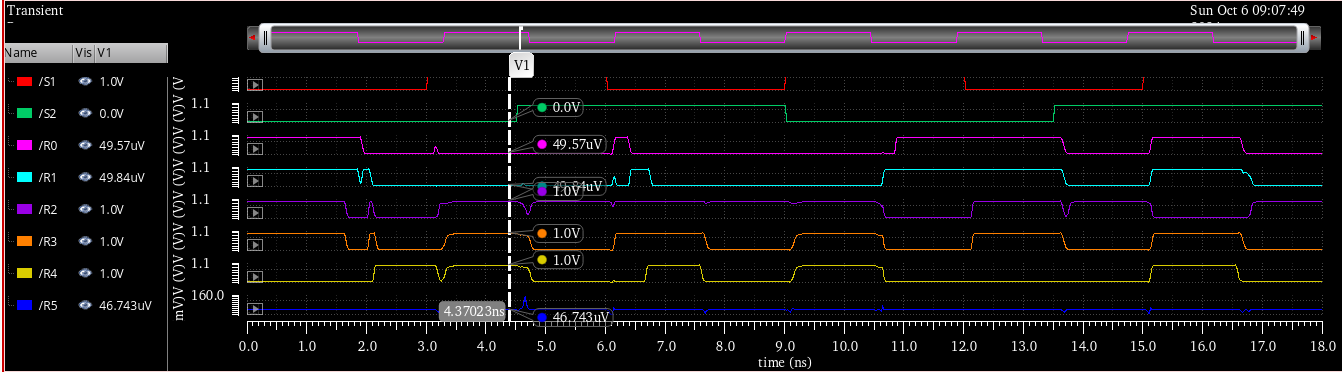 Transient
Sun Oct 6 09:07:49
Name Vis V1
V1
/S1 1.0V
/S2 0.0V
/R0 49.57uV
/R1 49.84uV
/R2 1.0V
/R3 1.0V
/R4 1.0V
/R5 46.743uV
1.1
1.1
1.1
1.1
1.1
1.1
160.0
V (V)
mV
0.0V
49.57uV
1.0V
1.0V
1.0V
4.37023ns
46.743uV
0.0 1.0 2.0 3.0 4.0 5.0 6.0 7.0 8.0 9.0 10.0 11.0 12.0 13.0 14.0 15.0 16.0 17.0 18.0
time (ns)